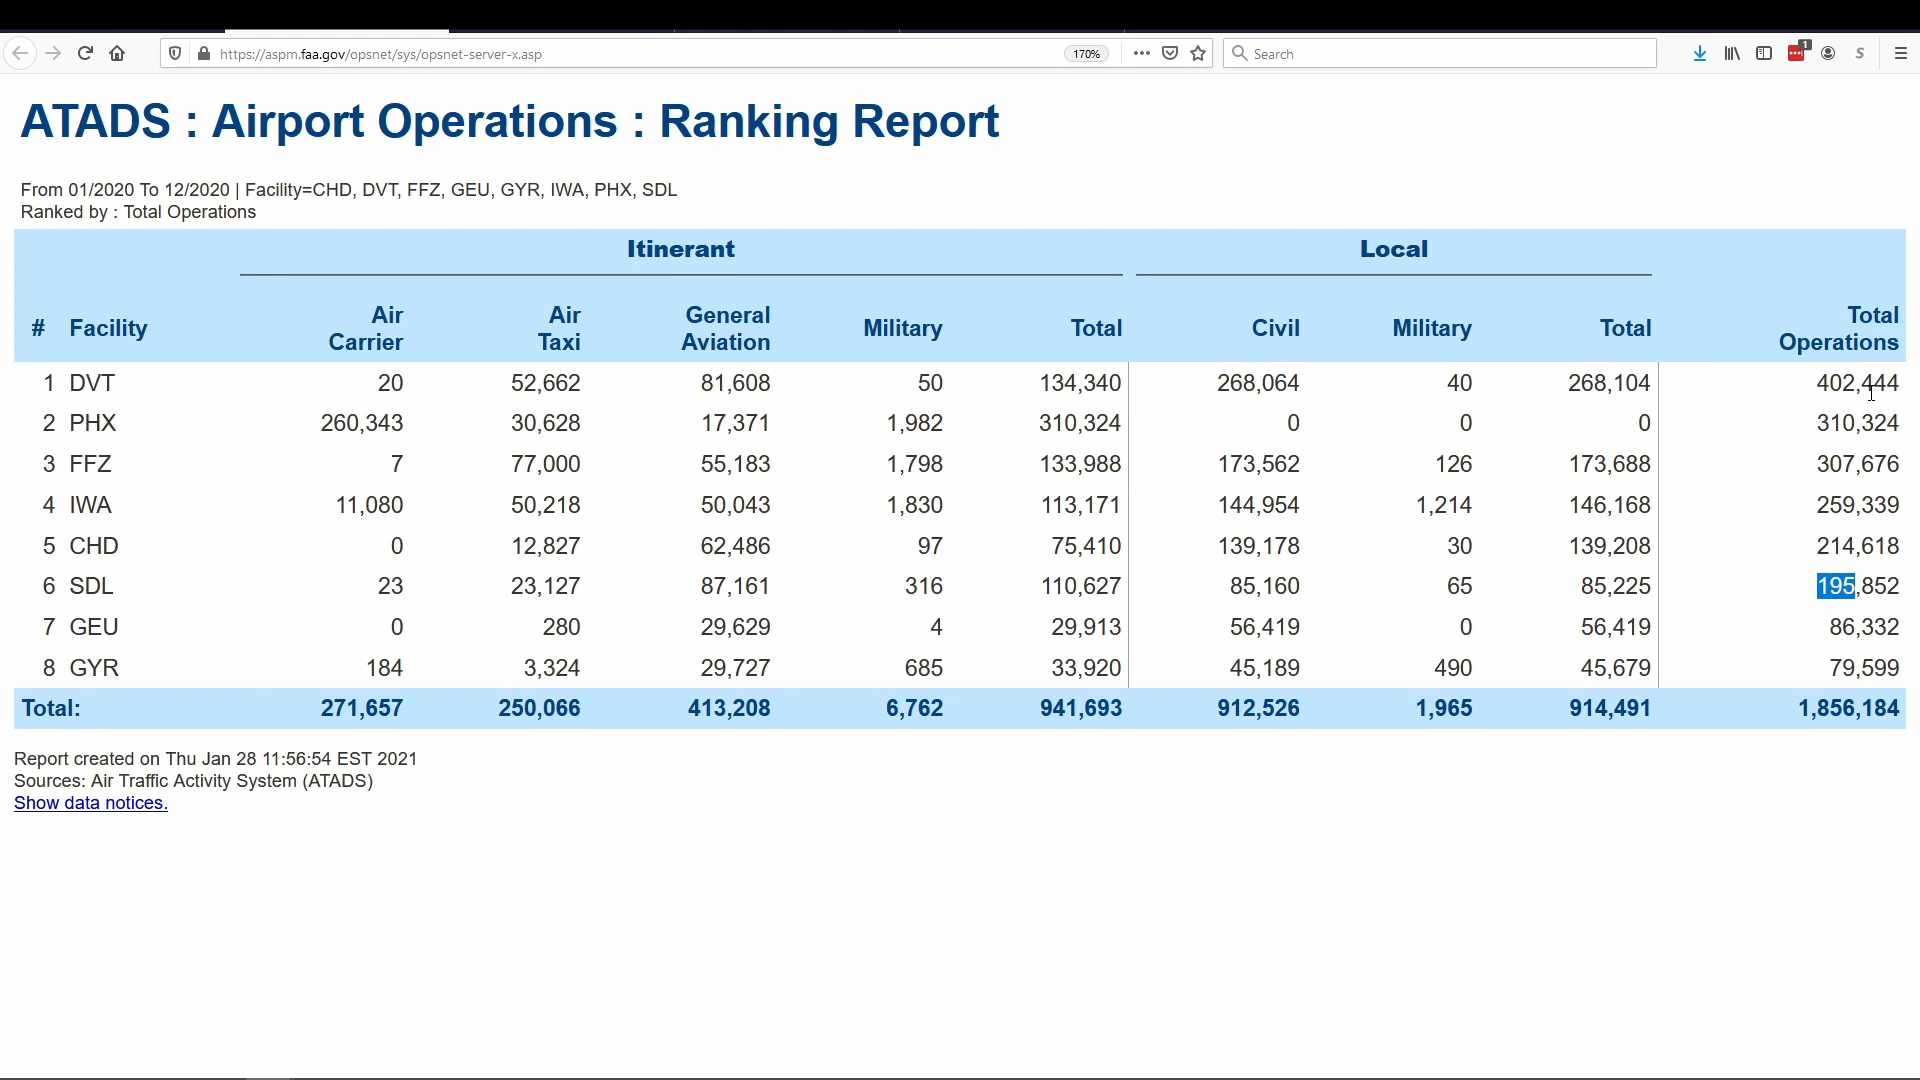 https://aspm.faa.gov/opsnet/sys/opsnet-server-x.asp 170% Search 1 S
ATADS : Airport Operations : Ranking Report
From 01/2020 To 12/2020 | Facility=CHD, DVT, FFZ, GEU, GYR, IWA, PHX, SDL
Ranked by : Total Operations
Itinerant Local
# Facility Air Carrier Air Taxi General Aviation Military Total Civil Military Total Total Operations
1 DVT 20 52,662 81,608 50 134,340 268,064 40 268,104 402,444
2 PHX 260,343 30,628 17,371 1,982 310,324 0 0 0 310,324
3 FFZ 7 77,000 55,183 1,798 133,988 173,562 126 173,688 307,676
4 IWA 11,080 50,218 50,043 1,830 113,171 144,954 1,214 146,168 259,339
5 CHD 0 12,827 62,486 97 75,410 139,178 30 139,208 214,618
6 SDL 23 23,127 87,161 316 110,627 85,160 65 85,225 195,852
7 GEU 0 280 29,629 4 29,913 56,419 0 56,419 86,332
8 GYR 184 3,324 29,727 685 33,920 45,189 490 45,679 79,599
Total: 271,657 250,066 413,208 6,762 941,693 912,526 1,965 914,491 1,856,184
Report created on Thu Jan 28 11:56:54 EST 2021
Sources: Air Traffic Activity System (ATADS)
Show data notices.